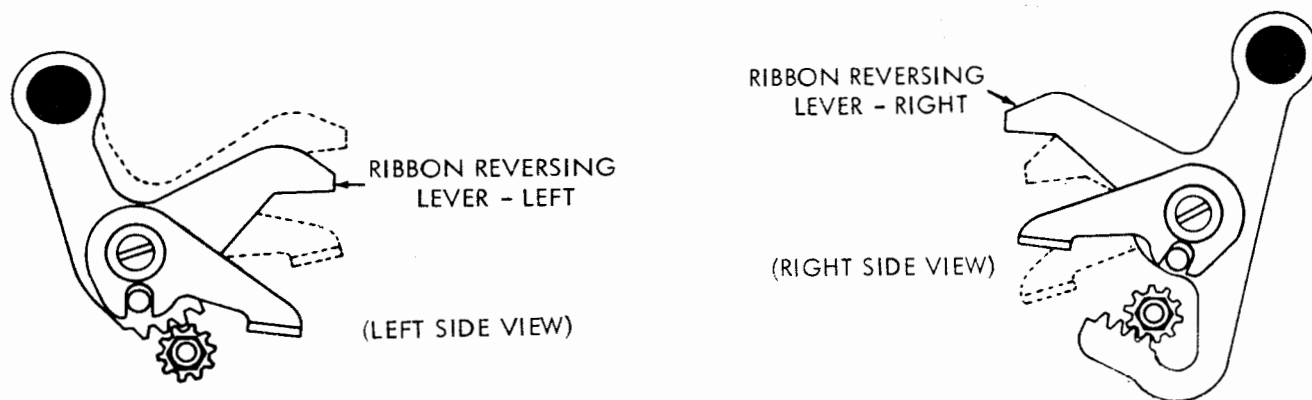 RIBBON REVERSING
LEVER - LEFT
(LEFT SIDE VIEW)
RIBBON REVERSING
LEVER - RIGHT
(RIGHT SIDE VIEW)